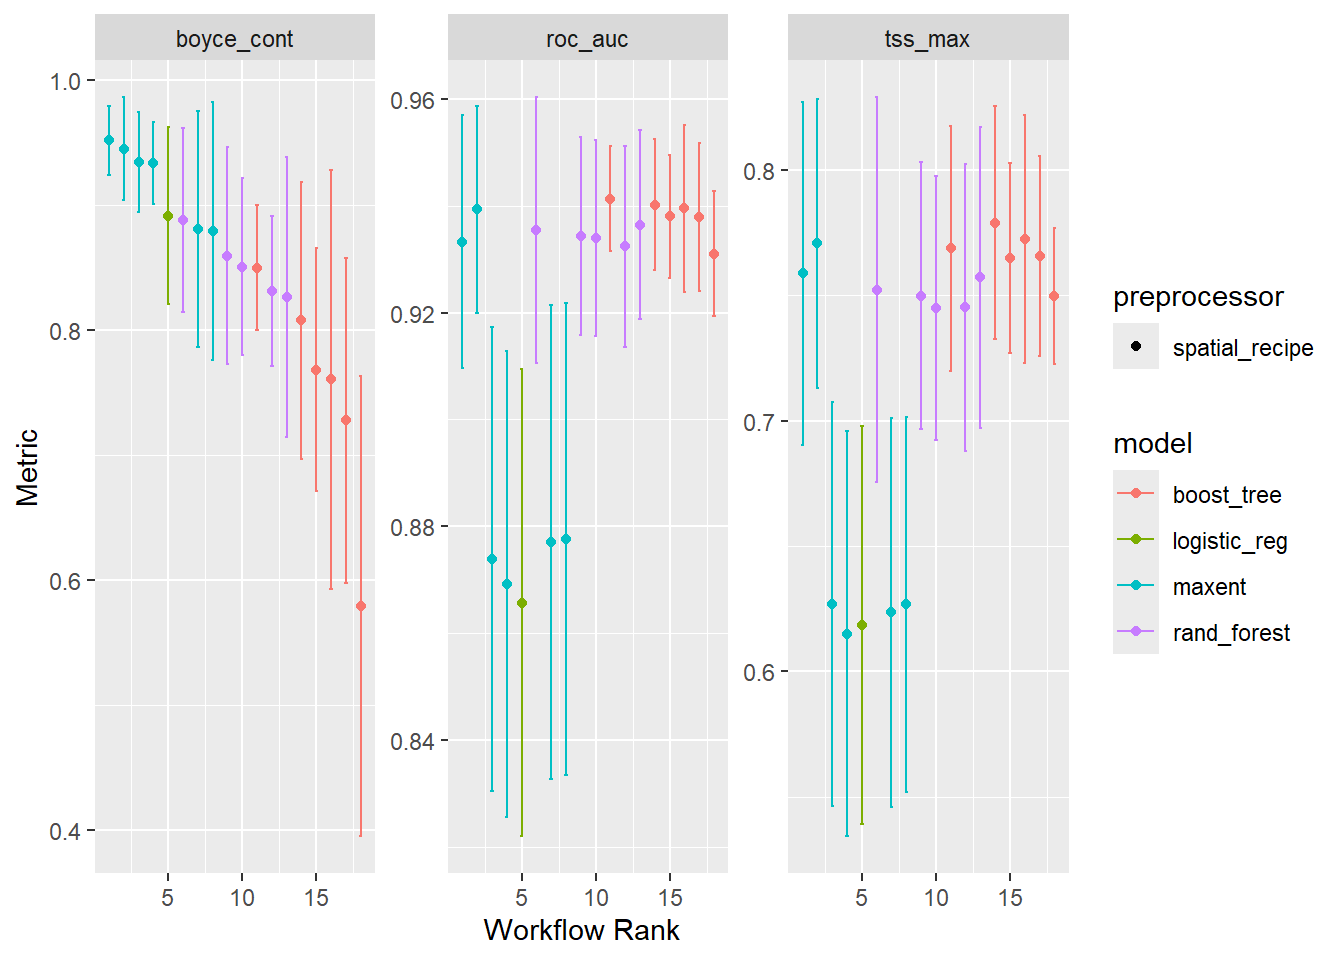 boyce_cont
roc_auc
tss_max
1.0
0.8
0.6
0.4
0.96
0.92
0.88
0.84
0.8
0.7
0.6
5 10 15
5 10 15
5 10 15
Metric
Workflow Rank
preprocessor
spatial_recipe
model
boost_tree
logistic_reg
maxent
rand_forest